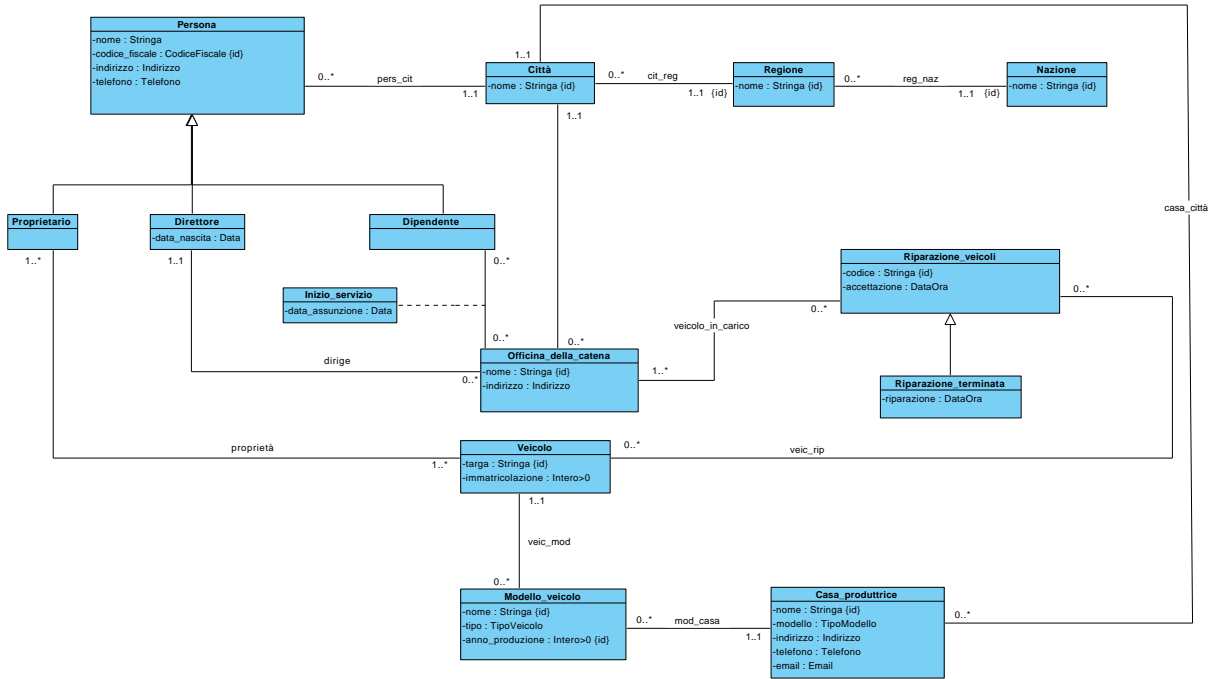 Persona
-nome : Stringa
-codice_fiscale : CodiceFiscale {id}
-indirizzo : Indirizzo
-telefono : Telefono
0..*
pers_cit
1..1
1..1
Città
-nome : Stringa {id}
0..*
cit_reg
1..1 {id}
Regione
-nome : Stringa {id}
0..*
reg_naz
1..1 {id}
Nazione
-nome : Stringa {id}
1..1
casa_città
Proprietario
1..*
Direttore
-data_nascita : Data
1..1
Dipendente
0..*
Inizio_servizio
-data_assunzione : Data
0..*
0..*
dirige
0..*
Officina_della_catena
-nome : Stringa {id}
-indirizzo : Indirizzo
1..*
veicolo_in_carico
0..*
Riparazione_veicoli
-codice : Stringa {id}
-accettazione : DataOra
0..*
Riparazione_terminata
-riparazione : DataOra
proprietà
1..*
Veicolo
-targa : Stringa {id}
-immatricolazione : Intero>0
0..*
veic_rip
1..1
veic_mod
0..*
Modello_veicolo
-nome : Stringa {id}
-tipo : TipoVeicolo
-anno_produzione : Intero>0 {id}
0..*
mod_casa
1..1
Casa_produttrice
-nome : Stringa {id}
-modello : TipoModello
-indirizzo : Indirizzo
-telefono : Telefono
-email : Email
0..*